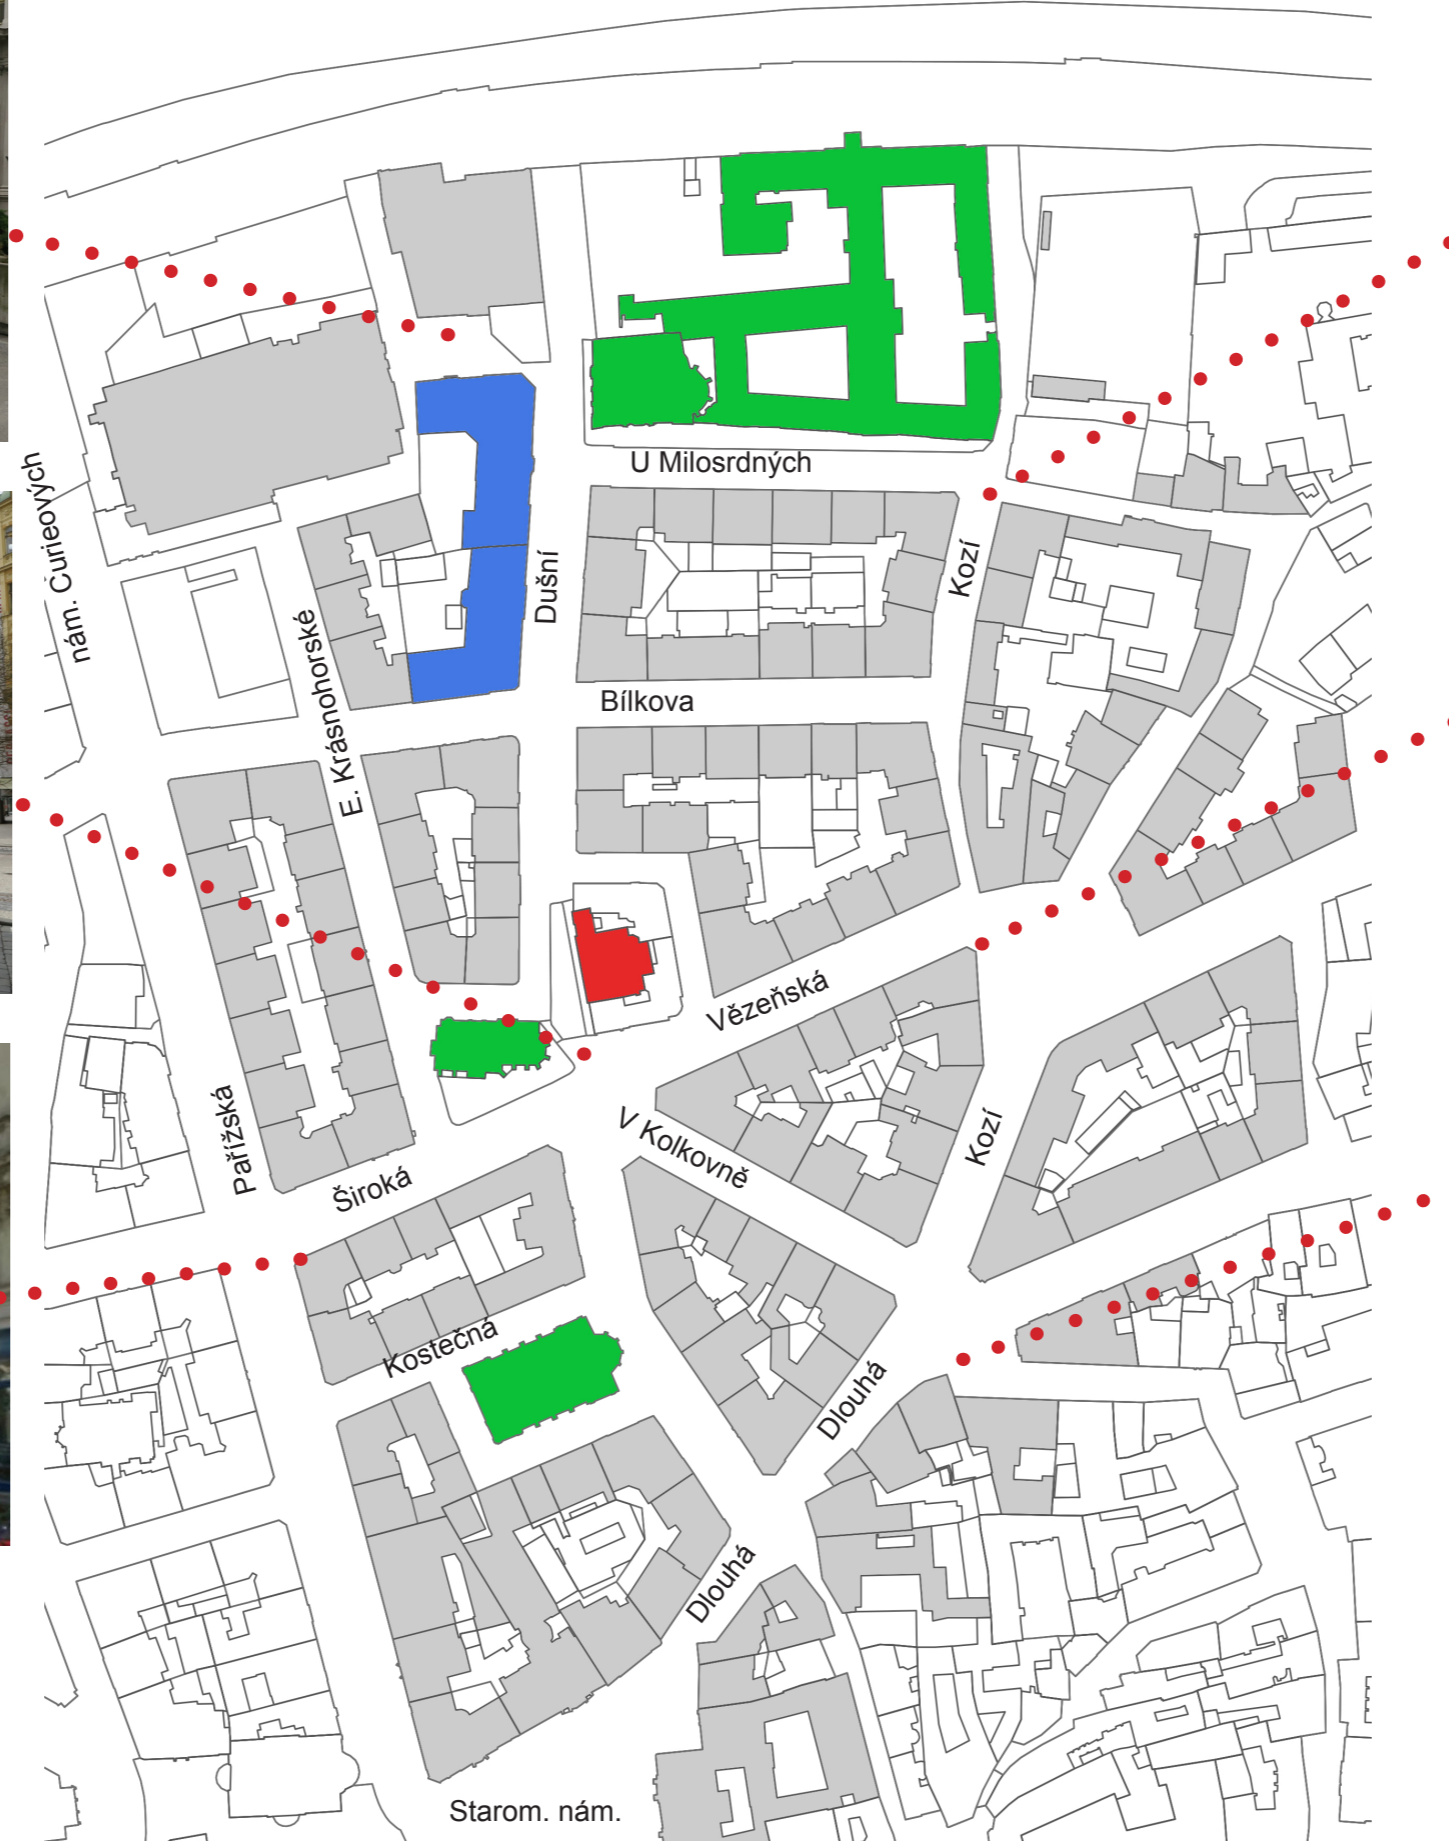 U Milosrdných
nám. Curieových
Dušní
Kozí
E. Krásnohorské
Bílkova
Vězeňská
Pařížská
Široká
V Kolkovně
Kozí
Kostečná
Dlouhá
Dlouhá
Starom. nám.